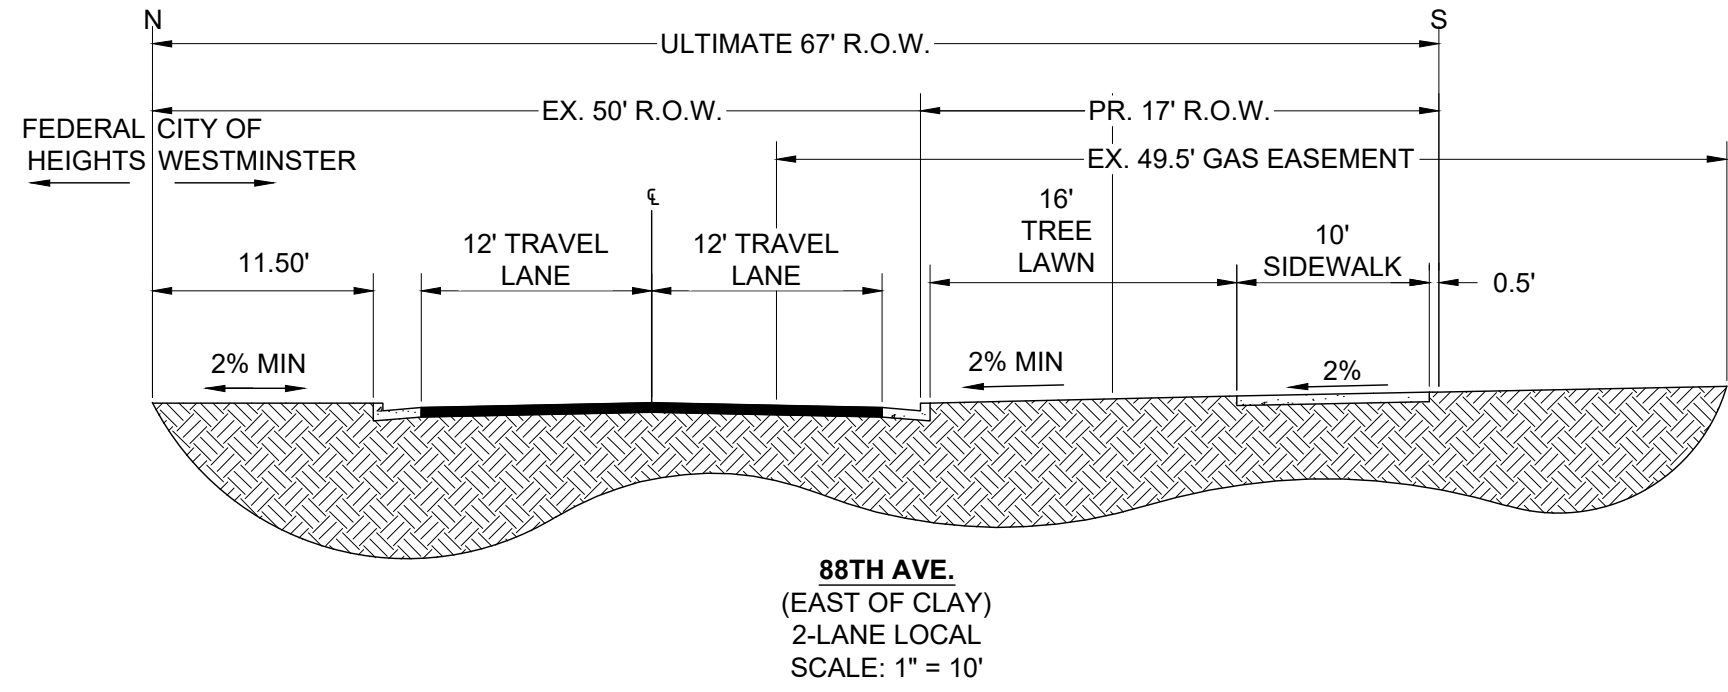 N
S
ULTIMATE 67' R.O.W.
EX. 50' R.O.W.
PR. 17' R.O.W.
FEDERAL
HEIGHTS
CITY OF
WESTMINSTER
EX. 49.5' GAS EASEMENT
℄
11.50'
12' TRAVEL
LANE
12' TRAVEL
LANE
16'
TREE
LAWN
10'
SIDEWALK
0.5'
2% MIN
2% MIN
2%
88TH AVE.
(EAST OF CLAY)
2-LANE LOCAL
SCALE: 1" = 10'